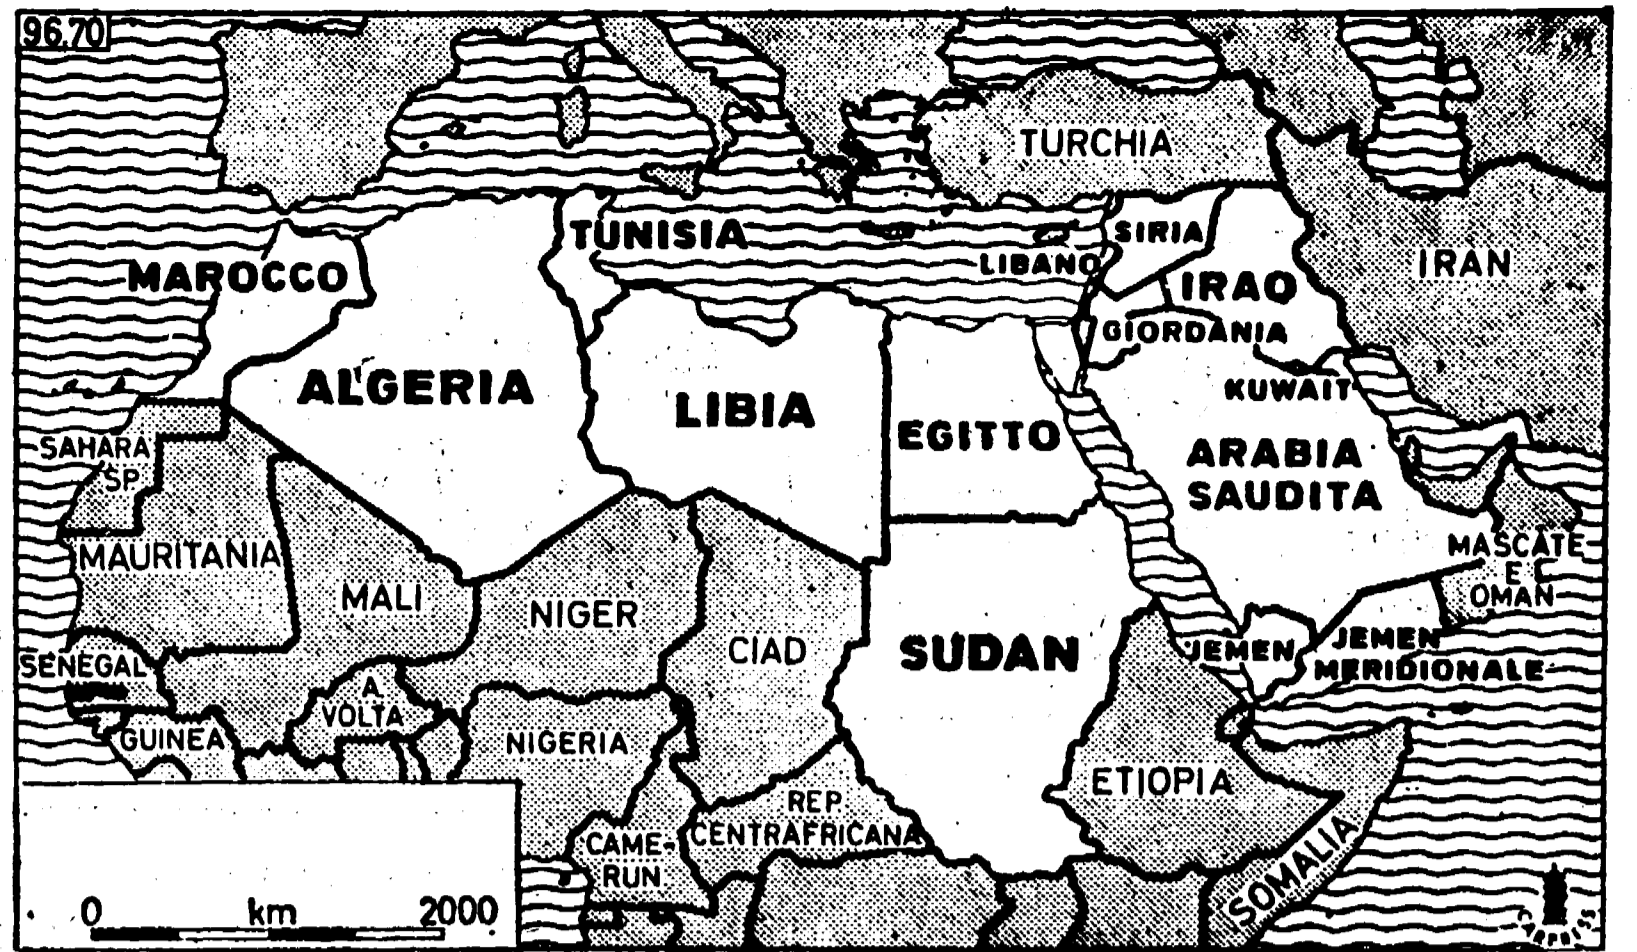 96.70
TURCHIA
TUNISIA
SIRIA
MAROCCO
LIBANO
IRAN
IRAQ
GIORDANIA
ALGERIA
KUWAIT
LIBIA
EGITTO
SAHARA
SP.
ARABIA
SAUDITA
MAURITANIA
MASCATE
E
OMAN
MALI
NIGER
CIAD
SUDAN
JEMEN
JEMEN
MERIDIONALE
SENEGAL
A.
VOLTA
GUINEA
NIGERIA
ETIOPIA
REP.
CENTRAFRICANA
CAME-
RUN
SOMALIA
0 km 2000
CARPRESS